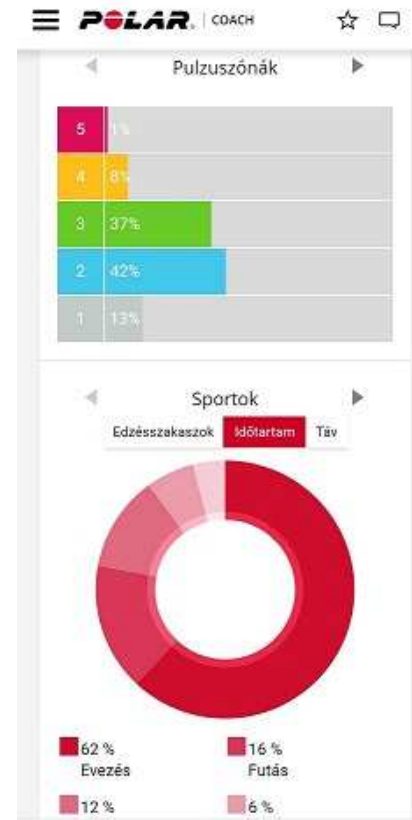 POLAR. | COACH
Pulzuszónák
5 1%
4 8%
3 37%
2 42%
1 13%
Sportok
Edzésszakaszok Időtartam Táv
62 % 16 %
Evezés Futás
12 % 6 %